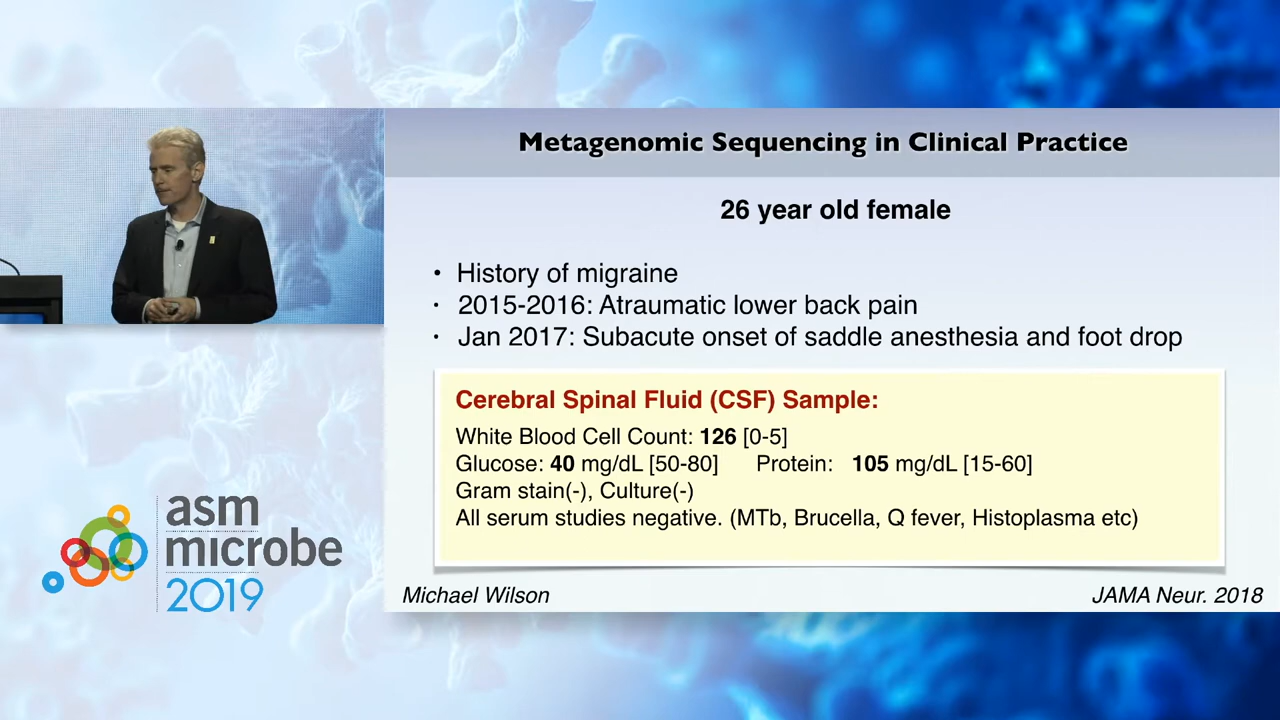 Metagenomic Sequencing in Clinical Practice
26 year old female
• History of migraine
• 2015-2016: Atraumatic lower back pain
• Jan 2017: Subacute onset of saddle anesthesia and foot drop
Cerebral Spinal Fluid (CSF) Sample:
White Blood Cell Count: 126 [0-5]
Glucose: 40 mg/dL [50-80] Protein: 105 mg/dL [15-60]
Gram stain(-), Culture(-)
All serum studies negative. (MTb, Brucella, Q fever, Histoplasma etc)
Michael Wilson
JAMA Neur. 2018
asm
microbe
2019